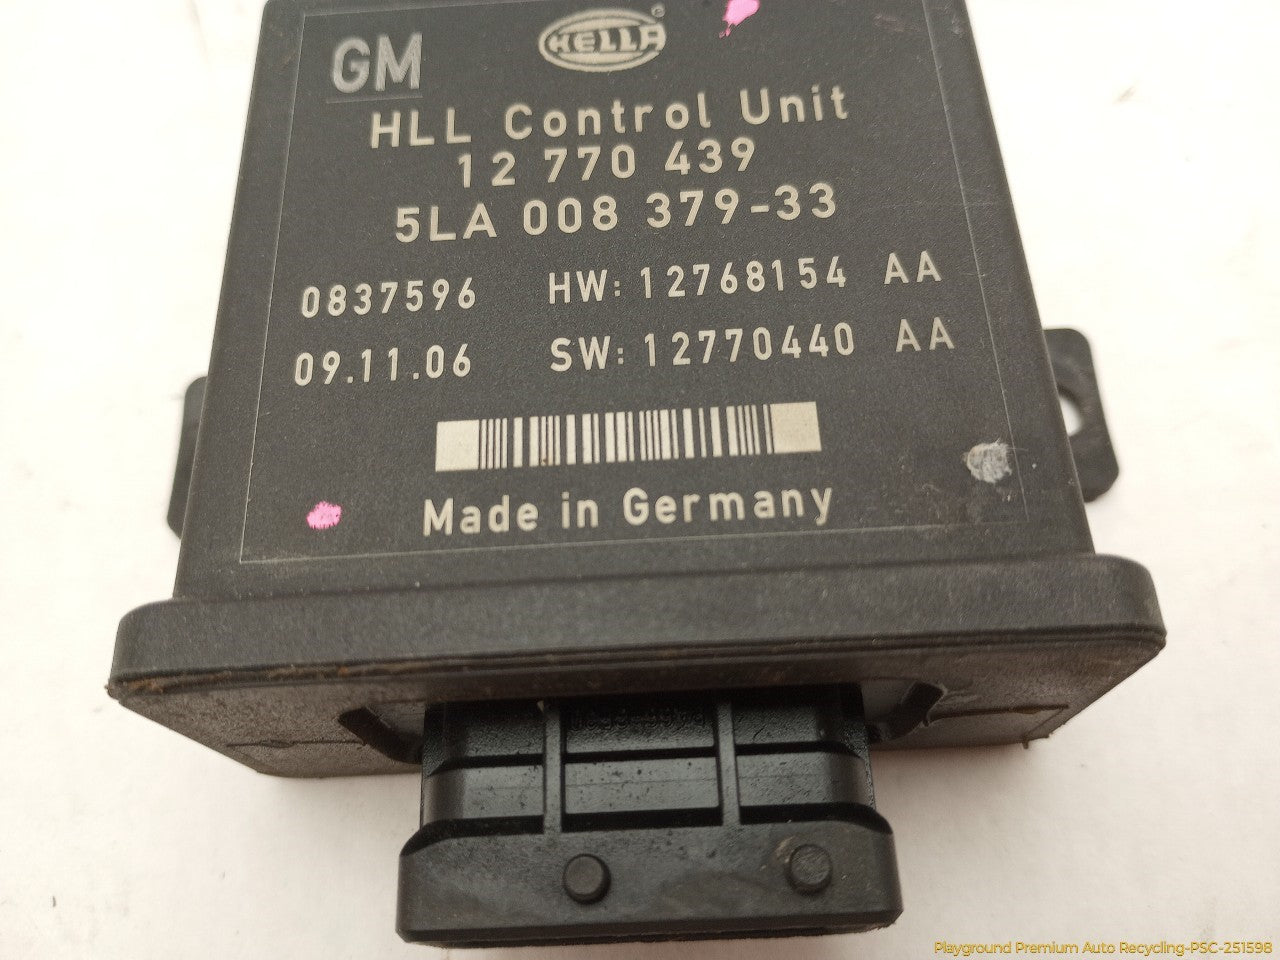 GM
HELLA
HLL Control Unit
12 770 439
5LA 008 379-33
0837596 HW: 12768154 AA
09.11.06 SW: 12770440 AA
Made in Germany
Playground Premium Auto Recycling-PSC-251598